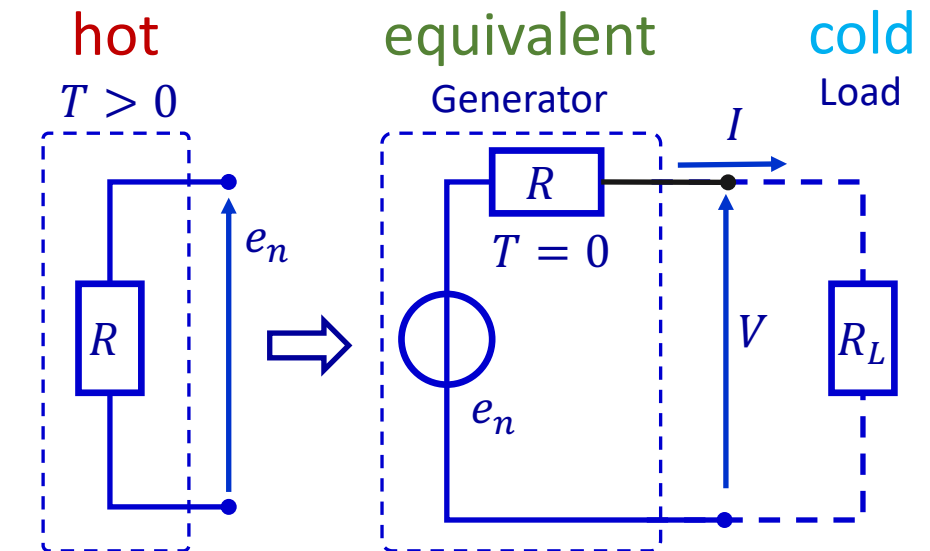 hot
T > 0
e_n
R
equivalent
Generator
R
T = 0
e_n
I
V
cold
Load
R_L